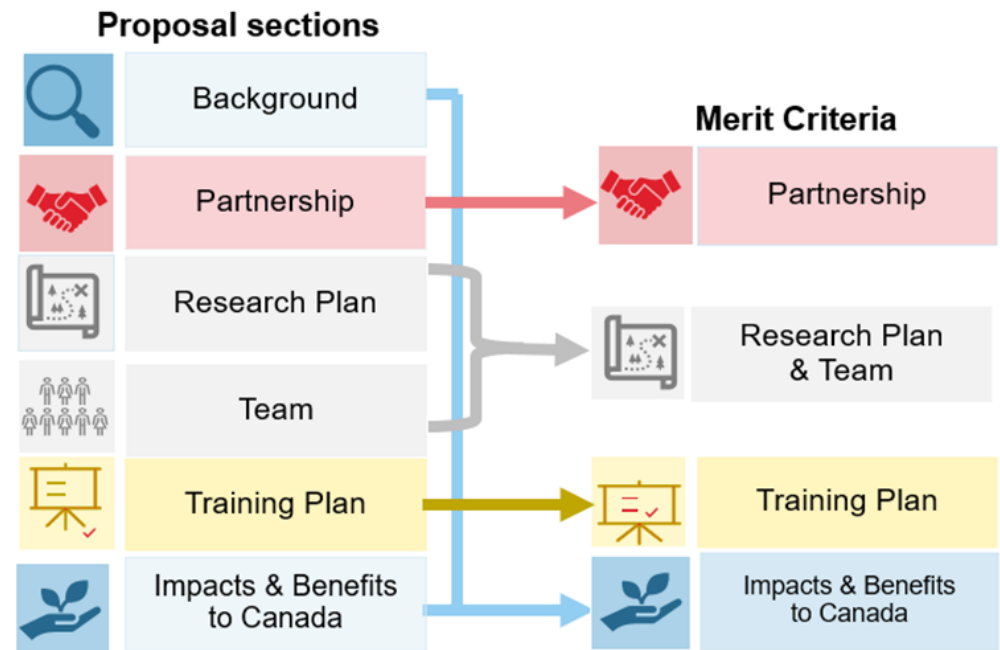 Proposal sections
Background
Partnership
Research Plan
Team
Training Plan
Impacts & Benefits
to Canada
Merit Criteria
Partnership
Research Plan
& Team
Training Plan
Impacts & Benefits
to Canada